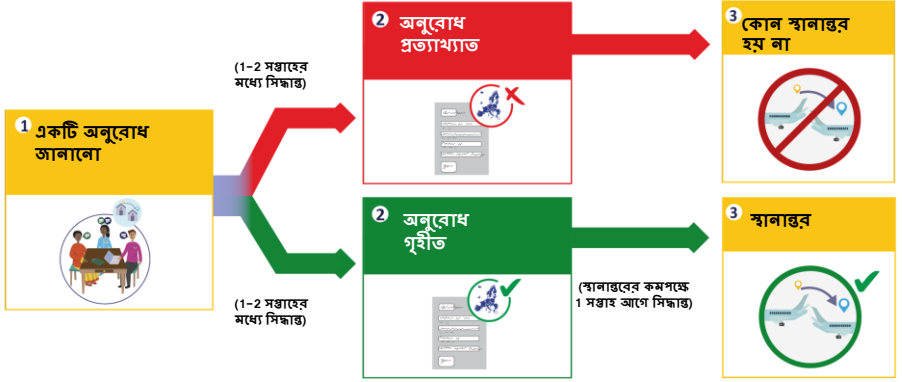 1 একটি অনুরোধ
জানানো
(1-2 সপ্তাহের
মধ্যে সিদ্ধান্ত)
2 অনুরোধ
প্রত্যাখ্যাত
3 কোন স্থানান্তর
হয় না
(1-2 সপ্তাহের
মধ্যে সিদ্ধান্ত)
2 অনুরোধ
গৃহীত
(স্থানান্তরের কমপক্ষে
1 সপ্তাহ আগে সিদ্ধান্ত)
3 স্থানান্তর